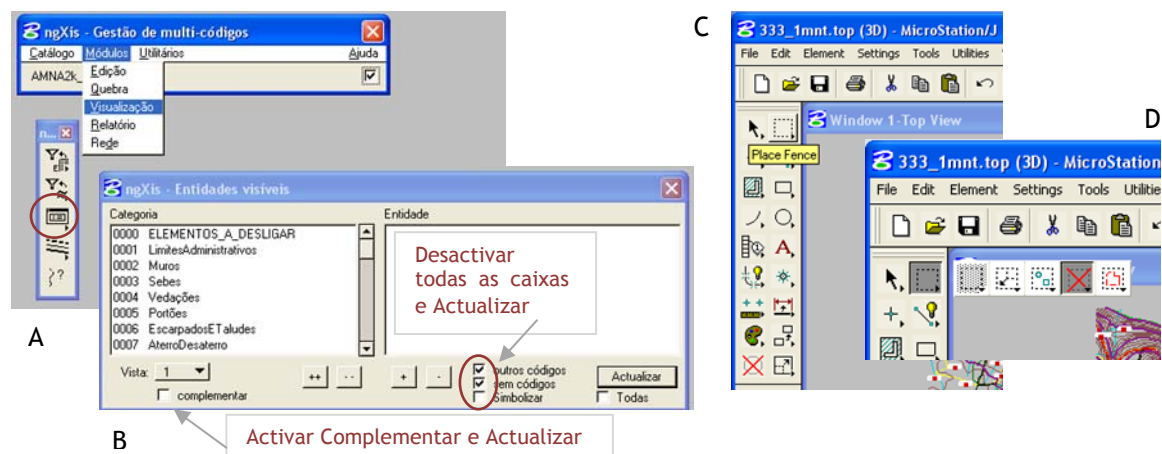 ngXis - Gestão de multi-códigos
Catálogo Módulos Utilitários Ajuda
AMNA2k_
Edição
Quebra
Visualização
Relatório
Rede
n...
A
ngXis - Entidades visíveis
Categoria
Entidade
0000 ELEMENTOS_A_DESLIGAR
0001 LimitesAdministrativos
0002 Muros
0003 Sebes
0004 Vedações
0005 Portões
0006 EscarpadosETaludes
0007 AterroDesaterro
Desactivar
todas as caixas
e Actualizar
Vista: 1
++ -- + -
complementar
outros códigos
sem códigos
Simbolizar
Actualizar
Todas
B
Activar Complementar e Actualizar
C
333_1mnt.top (3D) - MicroStation/J
File Edit Element Settings Tools Utilities
Window 1-Top View
Place Fence
D
333_1mnt.top (3D) - MicroStation
File Edit Element Settings Tools Utilitie